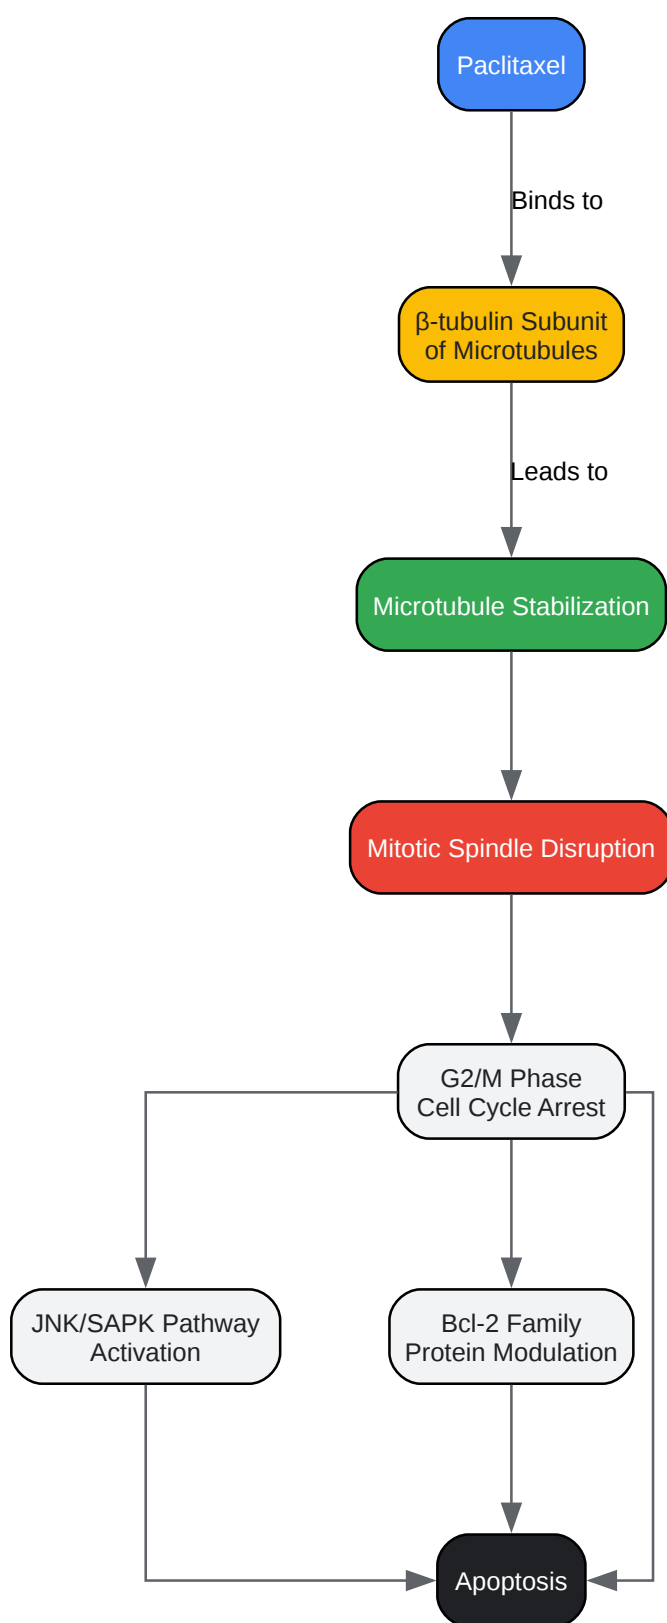 Paclitaxel
Binds to
β-tubulin Subunit
of Microtubules
Leads to
Microtubule Stabilization
Mitotic Spindle Disruption
G2/M Phase
Cell Cycle Arrest
JNK/SAPK Pathway
Activation
Bcl-2 Family
Protein Modulation
Apoptosis